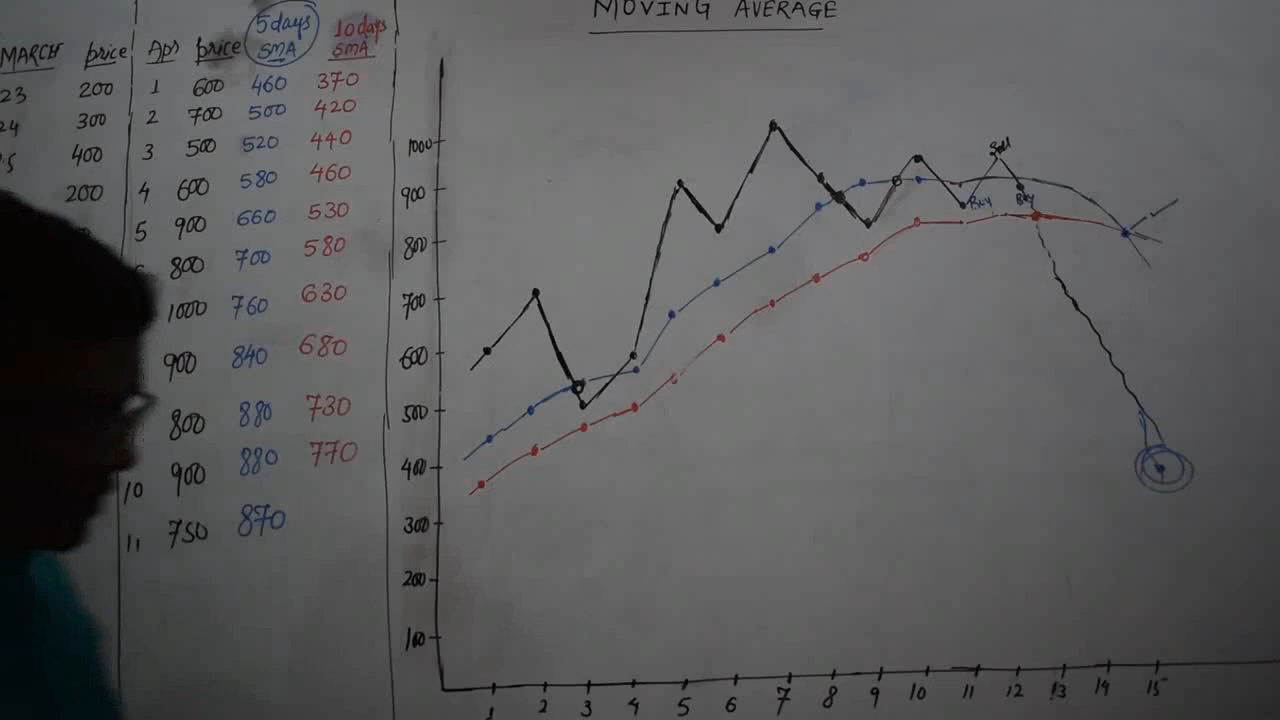 MOVING AVERAGE
MARCH price Apr price 5 days SMA 10 days SMA
23 200 1 600 460 370
24 300 2 700 500 420
400 3 500 520 440
200 4 600 580 460
5 900 660 530
800 700 580
1000 760 630
900 840 680
800 880 730
10 900 880 770
11 750 870
1000
900
800
700
600
500
400
300
200
100
Sell
Buy Buy
1 2 3 4 5 6 7 8 9 10 11 12 13 14 15